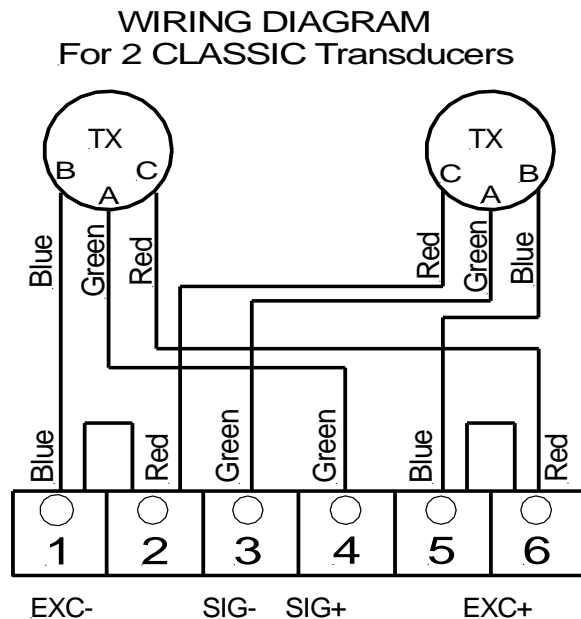 WIRING DIAGRAM
For 2 CLASSIC Transducers
TX
B
C
A
TX
C
B
A
Blue
Green
Red
Red
Green
Blue
Blue
Red
Green
Green
Blue
Red
1
2
3
4
5
6
EXC-
SIG-
SIG+
EXC+